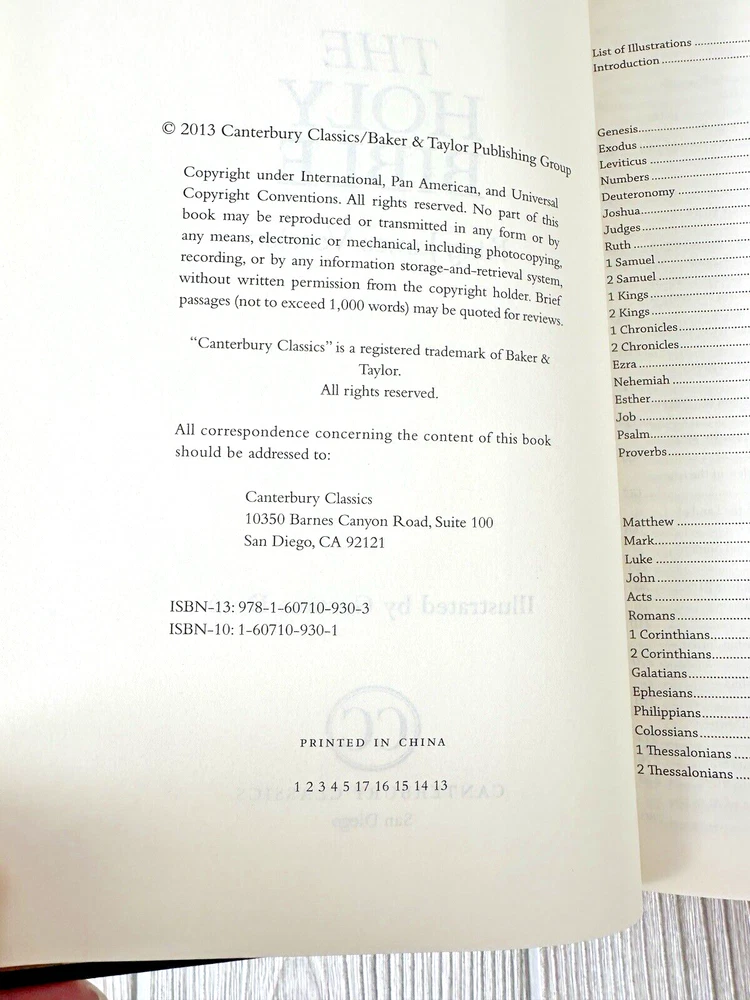 © 2013 Canterbury Classics/Baker & Taylor Publishing Group
Copyright under International, Pan American, and Universal
Copyright Conventions. All rights reserved. No part of this
book may be reproduced or transmitted in any form or by
any means, electronic or mechanical, including photocopying,
recording, or by any information storage-and-retrieval system,
without written permission from the copyright holder. Brief
passages (not to exceed 1,000 words) may be quoted for reviews.
“Canterbury Classics” is a registered trademark of Baker &
Taylor.
All rights reserved.
All correspondence concerning the content of this book
should be addressed to:
Canterbury Classics
10350 Barnes Canyon Road, Suite 100
San Diego, CA 92121
ISBN-13: 978-1-60710-930-3
ISBN-10: 1-60710-930-1
PRINTED IN CHINA
1 2 3 4 5 17 16 15 14 13
List of Illustrations
Introduction
Genesis
Exodus
Leviticus
Numbers
Deuteronomy
Joshua
Judges
Ruth
1 Samuel
2 Samuel
1 Kings
2 Kings
1 Chronicles
2 Chronicles
Ezra
Nehemiah
Esther
Job
Psalm
Proverbs
Matthew
Mark
Luke
John
Acts
Romans
1 Corinthians
2 Corinthians
Galatians
Ephesians
Philippians
Colossians
1 Thessalonians
2 Thessalonians